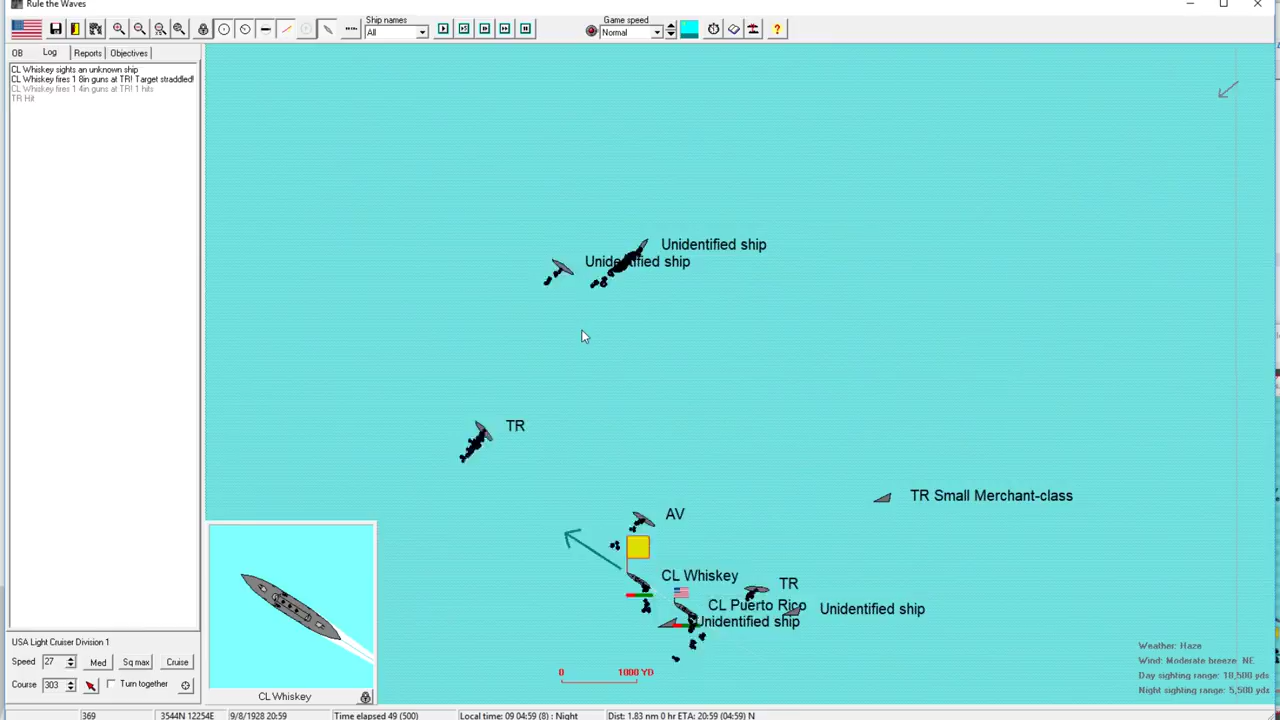 Rule the Waves
Ship names
All
Game speed
Normal
?
OB
Log
Reports
Objectives
CL Whiskey sights an unknown ship
CL Whiskey fires 1 8in guns at TR! Target straddled!
CL Whiskey fires 1 4in guns at TR! 1 hits
TR Hit
Unidentified ship
Unidentified ship
TR
TR Small Merchant-class
AV
CL Whiskey
TR
CL Puerto Rico
Unidentified ship
Unidentified ship
0
1000 YD
Weather: Haze
Wind: Moderate breeze NE
Day sighting range: 10,500 yds
Night sighting range: 5,500 yds
USA Light Cruiser Division 1
Speed
27
Med
Sq max
Cruise
Course
303
Turn together
CL Whiskey
369
3544N 12254E
9/8/1928 20:59
Time elapsed 49 (500)
Local time: 09 04:59 (8) : Night
Dist: 1.83 nm 0 hr ETA: 20:59 (04:59) N